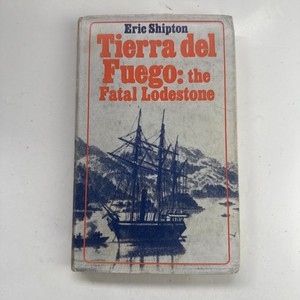 Eric Shipton
Tierra del
Fuego: the
Fatal Lodestone